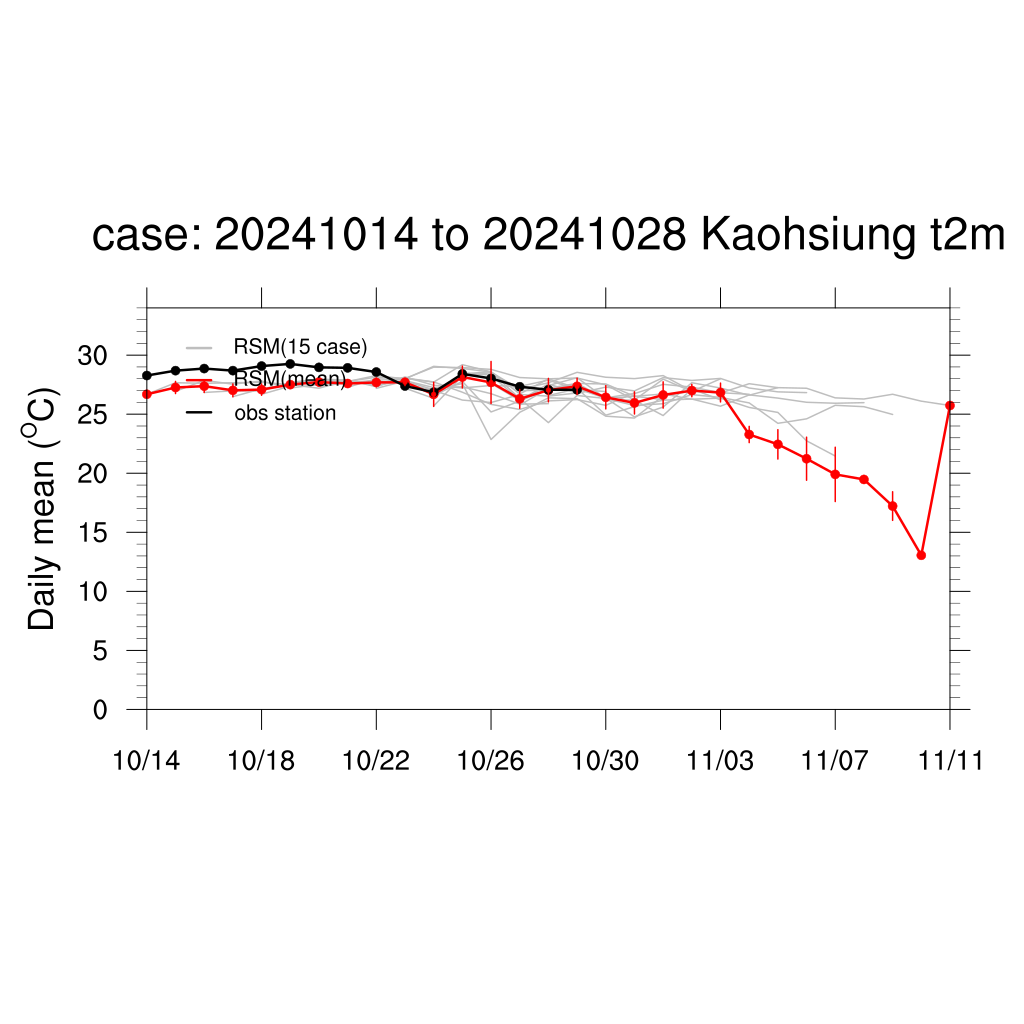 case: 20241014 to 20241028 Kaohsiung t2m
RSM(15 case)
RSM(mean)
obs station
Daily mean (°C)
30
25
20
15
10
5
0
10/14 10/18 10/22 10/26 10/30 11/03 11/07 11/11